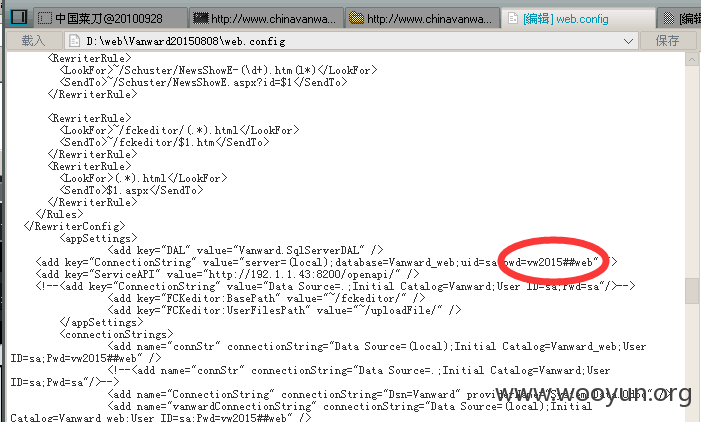 中国菜刀@20100928
http://www.chinavanwa...
http://www.chinavanwa...
[编辑] web.config
载入
D:\web\Vanward20150808\web.config
保存
<RewriterRule>
<LookFor>~/Schuster/NewsShowE-(\d+).htm(l*)</LookFor>
<SendTo>~/Schuster/NewsShowE.aspx?id=$1</SendTo>
</RewriterRule>
<RewriterRule>
<LookFor>~/fckeditor/(.*).html</LookFor>
<SendTo>~/fckeditor/$1.htm</SendTo>
</RewriterRule>
<RewriterRule>
<LookFor>(.*).html</LookFor>
<SendTo>$1.aspx</SendTo>
</RewriterRule>
</Rules>
</RewriterConfig>
<appSettings>
<add key="DAL" value="Vanward.SqlServerDAL" />
<add key="ConnectionString" value="server=(local);database=Vanward_web;uid=sa;pwd=vw2015##web" />
<add key="ServiceAPI" value="http://192.1.1.43:8200/openapi/" />
<!--<add key="ConnectionString" value="Data Source=.;Initial Catalog=Vanward;User ID=sa;Pwd=sa"/>-->
<add key="FCKeditor:BasePath" value="~/fckeditor/" />
<add key="FCKeditor:UserFilesPath" value="~/uploadFile/" />
</appSettings>
<connectionStrings>
<add name="connStr" connectionString="Data Source=(local);Initial Catalog=Vanward_web;User
ID=sa;Pwd=vw2015##web" />
<!--<add name="connStr" connectionString="Data Source=.;Initial Catalog=Vanward;User
ID=sa;Pwd=sa"/>-->
<add name="Connection" connectionString="Dsn=Vanward" providerName="System.Data.Odbc" />
<add name="vanwardConnectionString" connectionString="Data Source=(local);Initial
Catalog=Vanward_web;User ID=sa;Pwd=vw2015##web" />
www.wooyun.org